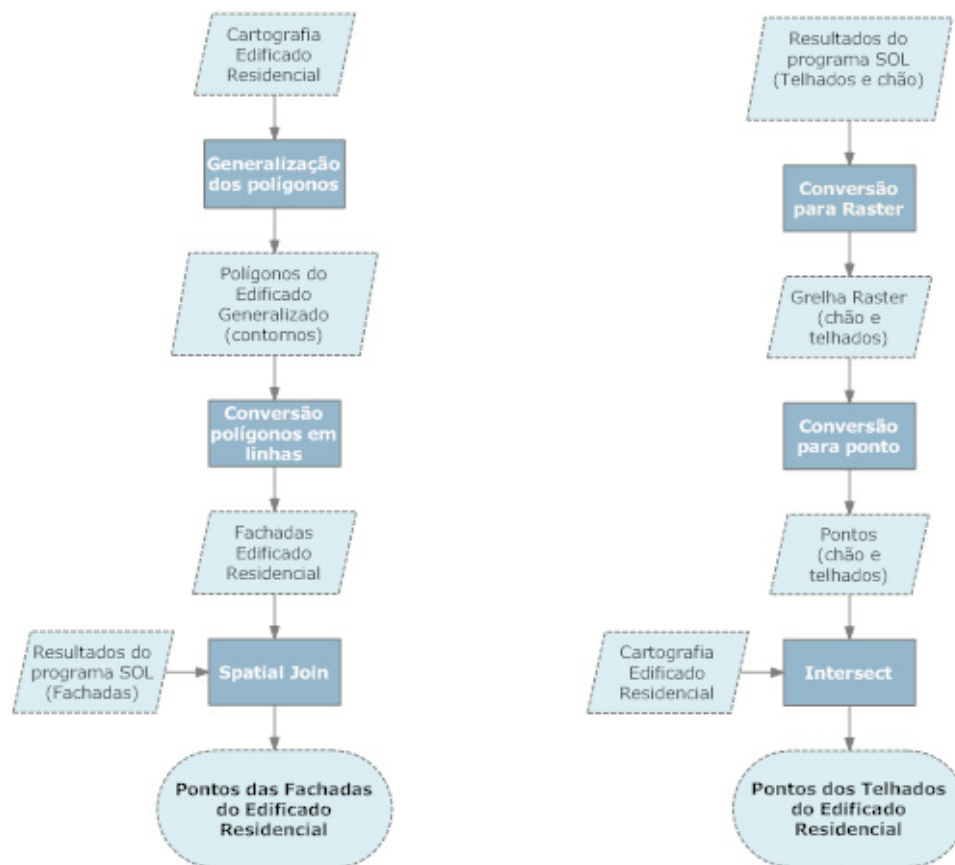 Cartografia
Edificado
Residencial
Generalização
dos polígonos
Polígonos do
Edificado
Generalizado
(contornos)
Conversão
polígonos em
linhas
Fachadas
Edificado
Residencial
Resultados do
programa SOL
(Fachadas)
Spatial Join
Pontos das Fachadas
do Edificado
Residencial
Resultados do
programa SOL
(Telhados e chão)
Conversão
para Raster
Grelha Raster
(chão e
telhados)
Conversão
para ponto
Pontos
(chão e
telhados)
Cartografia
Edificado
Residencial
Intersect
Pontos dos Telhados
do Edificado
Residencial